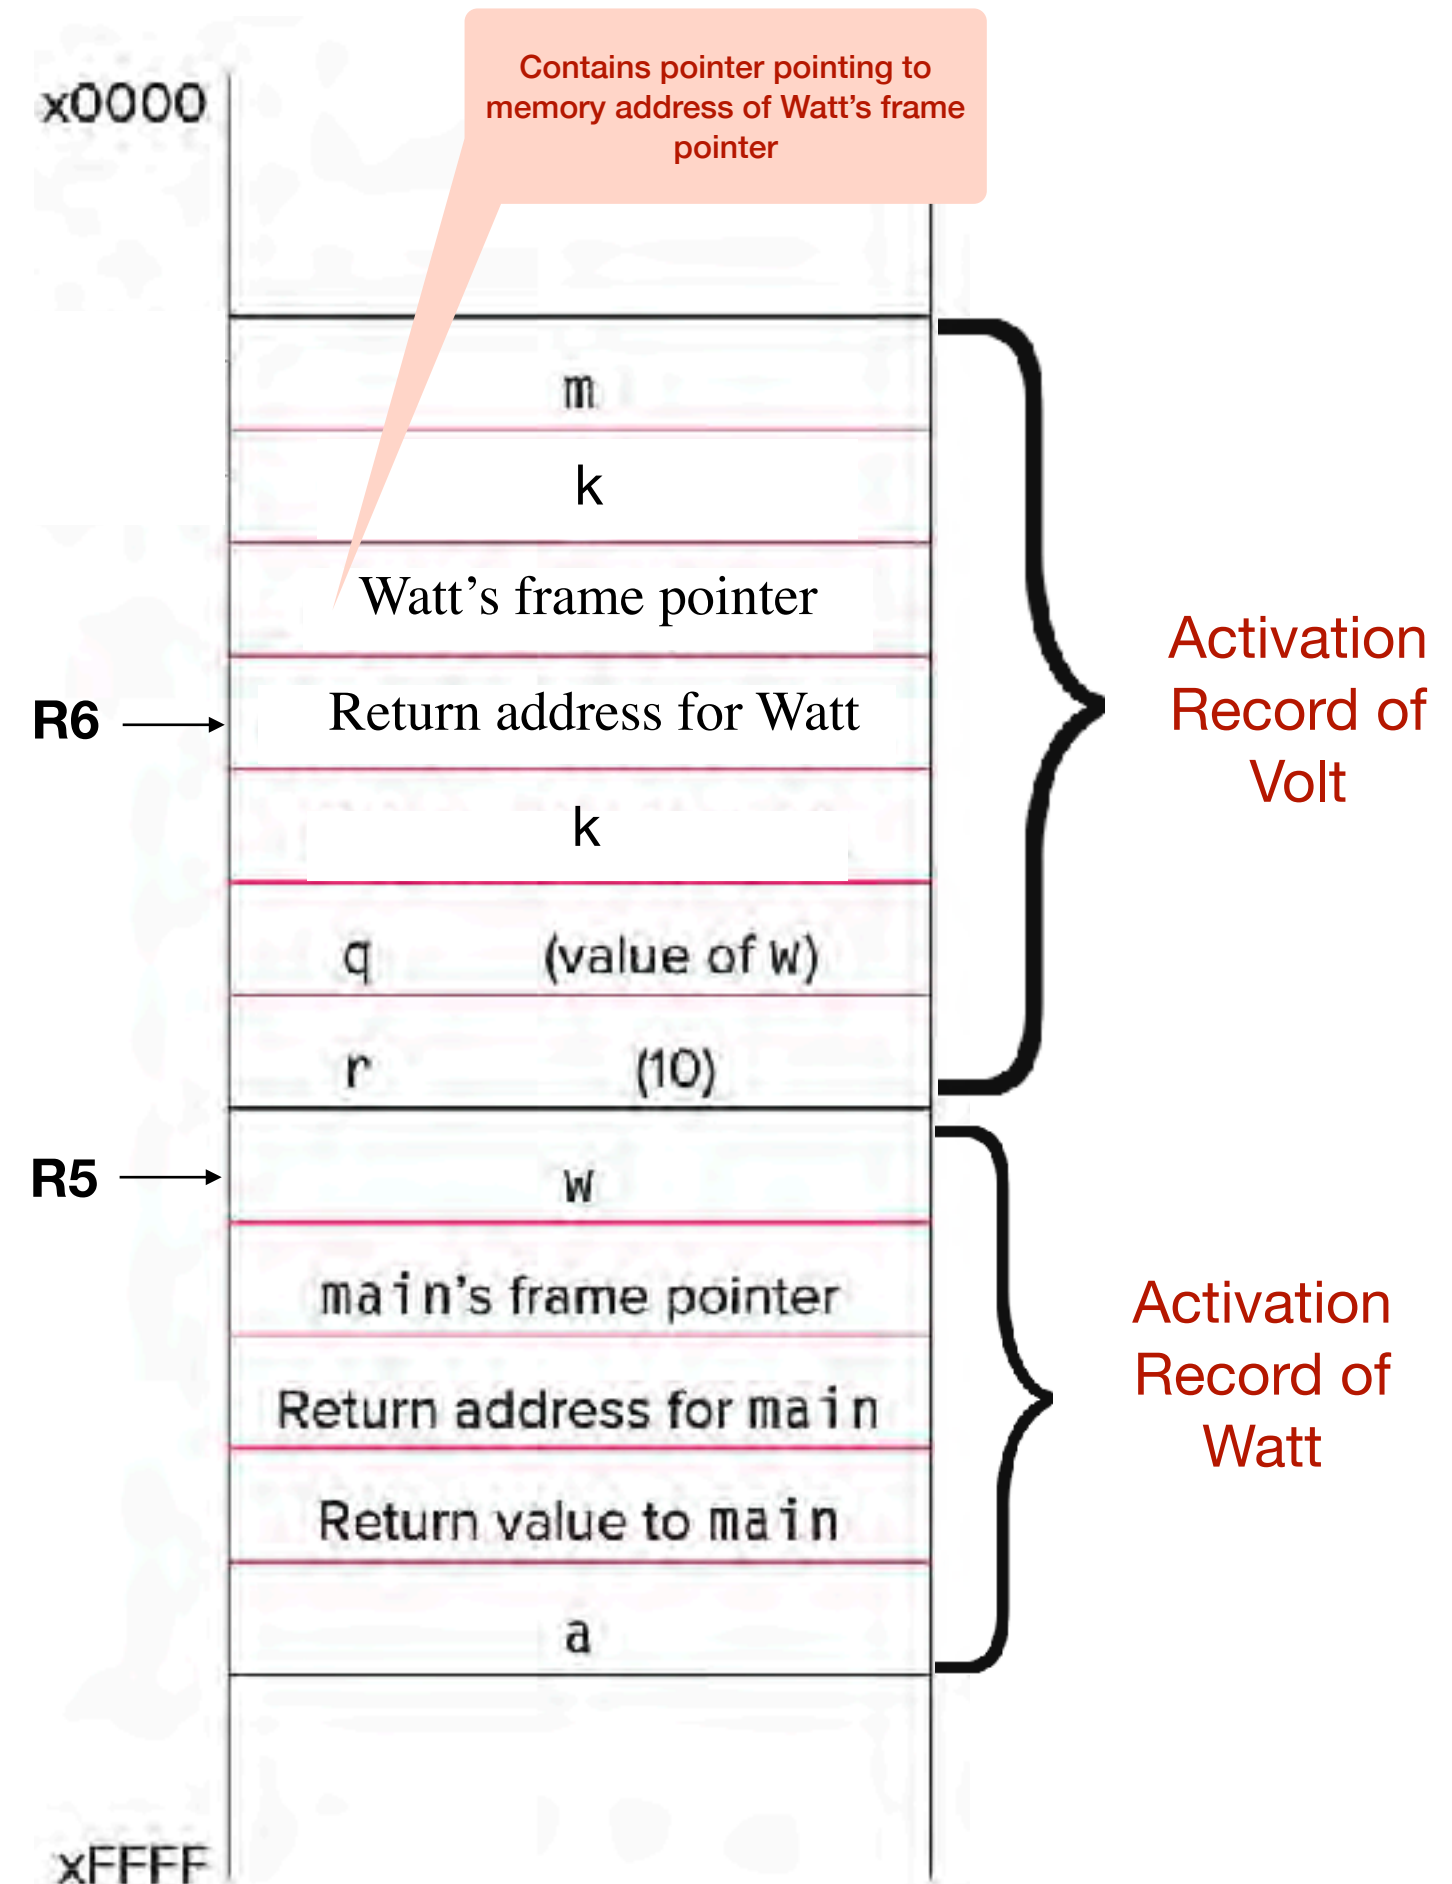 Contains pointer pointing to
memory address of Watt's frame
pointer
x0000
m
k
Watt's frame pointer
R6
Return address for Watt
k
q (value of w)
r (10)
Activation
Record of
Volt
R5
w
main's frame pointer
Return address for main
Return value to main
a
Activation
Record of
Watt
xFFFF